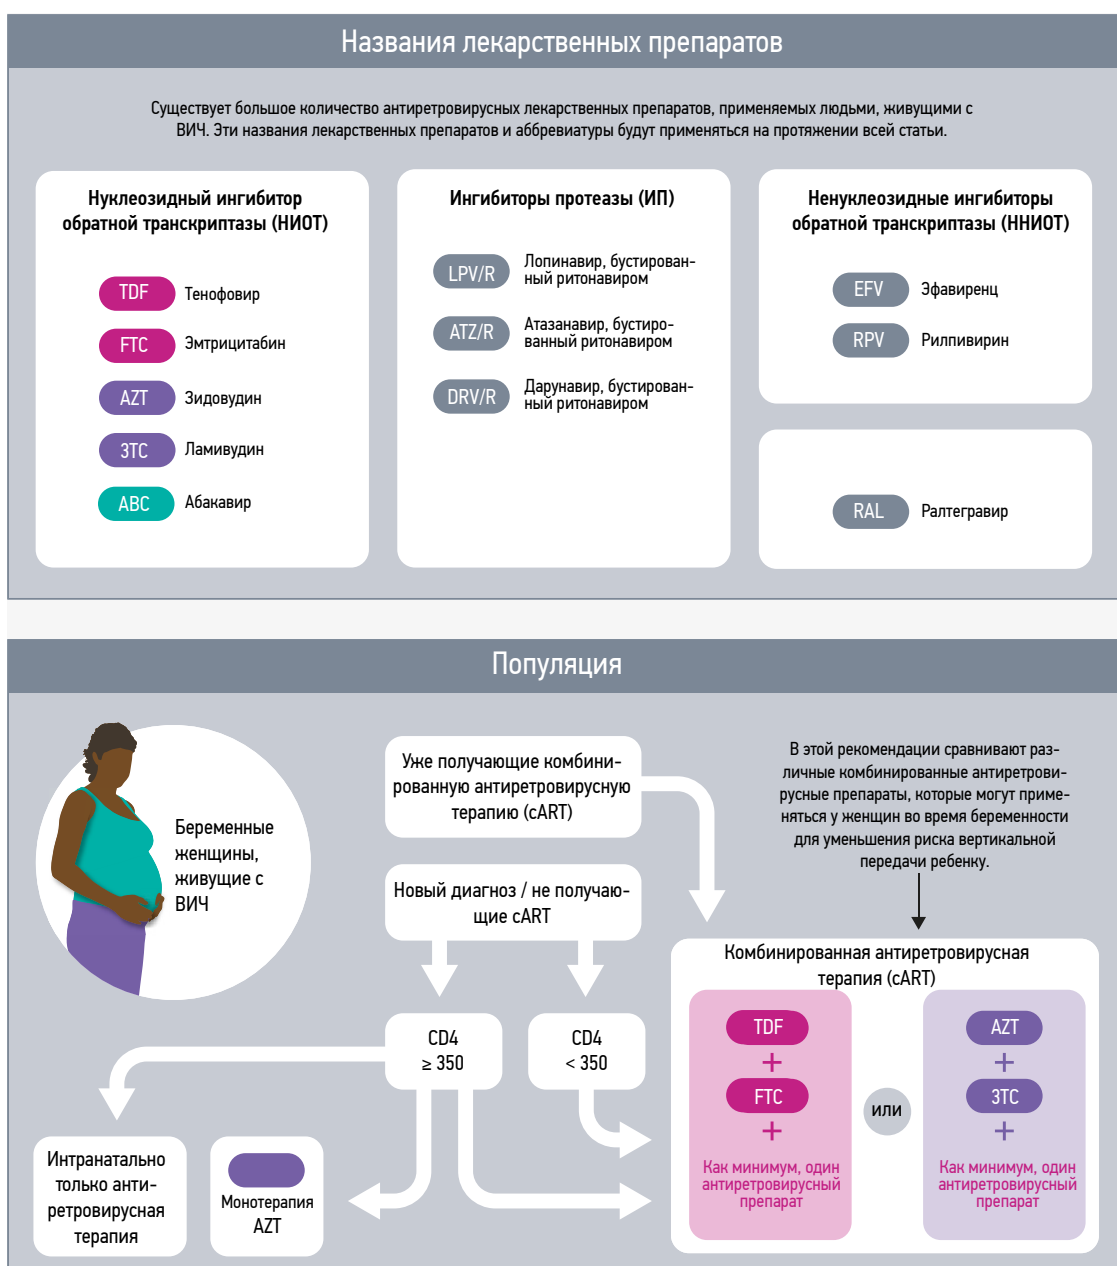 Названия лекарственных препаратов
Существует большое количество антиретровирусных лекарственных препаратов, применяемых людьми, живущими с
ВИЧ. Эти названия лекарственных препаратов и аббревиатуры будут применяться на протяжении всей статьи.
Нуклеозидный ингибитор
обратной транскриптазы (НИОТ)
TDF Тенофовир
FTC Эмтрицитабин
AZT Зидовудин
3TC Ламивудин
ABC Абакавир
Ингибиторы протеазы (ИП)
LPV/R Лопинавир, бустирован-
ный ритонавиром
ATZ/R Атазанавир, бустиро-
ванный ритонавиром
DRV/R Дарунавир, бустирован-
ный ритонавиром
Ненуклеозидные ингибиторы
обратной транскриптазы (ННИОТ)
EFV Эфавиренц
RPV Рилпивирин
RAL Ралтегравир
Популяция
Беременные
женщины,
живущие с
ВИЧ
Уже получающие комбини-
рованную антиретровирусную
терапию (cART)
Новый диагноз / не получаю-
щие cART
В этой рекомендации сравнивают раз-
личные комбинированные антиретрови-
русные препараты, которые могут приме-
няться у женщин во время беременности
для уменьшения риска вертикальной
передачи ребенку.
CD4
≥ 350
CD4
< 350
Интранатально
только анти-
ретровирусная
терапия
Монотерапия
AZT
Комбинированная антиретровирусная
терапия (cART)
TDF
+
FTC
+
Как минимум, один
антиретровирусный
препарат
или
AZT
+
3TC
+
Как минимум, один
антиретровирусный
препарат